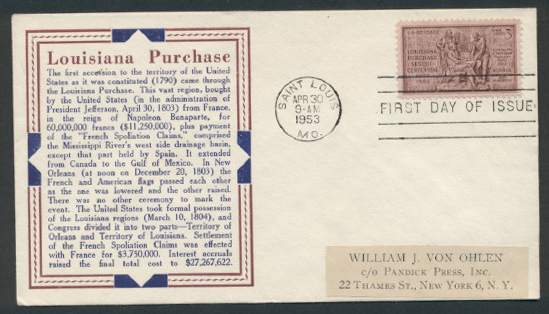 Louisiana Purchase
The first accession to the territory of the United
States as it was constituted (1790) came through
the Louisiana Purchase. This vast region, bought
by the United States (in the administration of
President Jefferson, April 30, 1803) from France,
in the reign of Napoleon Bonaparte, for
60,000,000 francs ($11,250,000), plus payment
of the "French Spoliation Claims," comprised
the Mississippi River's west side drainage basin,
except that part held by Spain. It extended
from Canada to the Gulf of Mexico. In New
Orleans (at noon on December 20, 1803) the
French and American flags passed each other
as the one was lowered and the other raised.
There was no other ceremony to mark the
event. The United States took formal possession
of the Louisiana regions (March 10, 1804), and
Congress divided it into two parts—Territory of
Orleans and Territory of Louisiana. Settlement
of the French Spoliation Claims was effected
with France for $3,750,000. Interest accruals
raised the final total cost to $27,267,622.
LOUISIANA
PURCHASE
SESQUI-
CENTENNIAL
3¢
SAINT LOUIS
APR 30
9-AM
1953
MO.
FIRST DAY OF ISSUE
WILLIAM J. VON OHLEN
c/o PANDICK PRESS, INC.
22 THAMES ST., NEW YORK 6, N. Y.